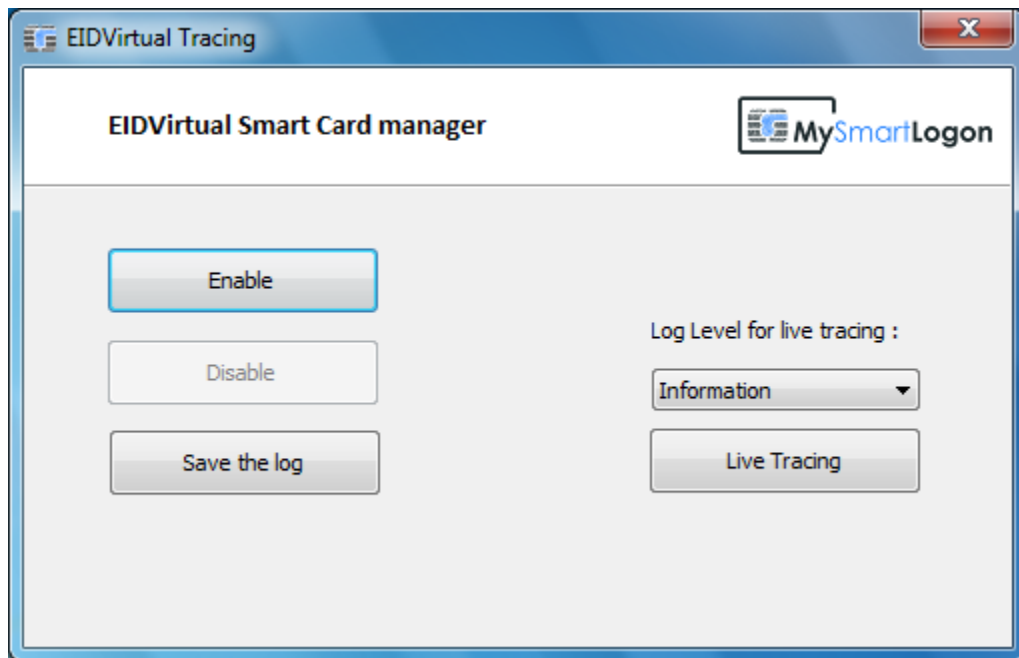 EIDVirtual Tracing
EIDVirtual Smart Card manager
MySmartLogon
Enable
Disable
Save the log
Log Level for live tracing :
Information
Live Tracing